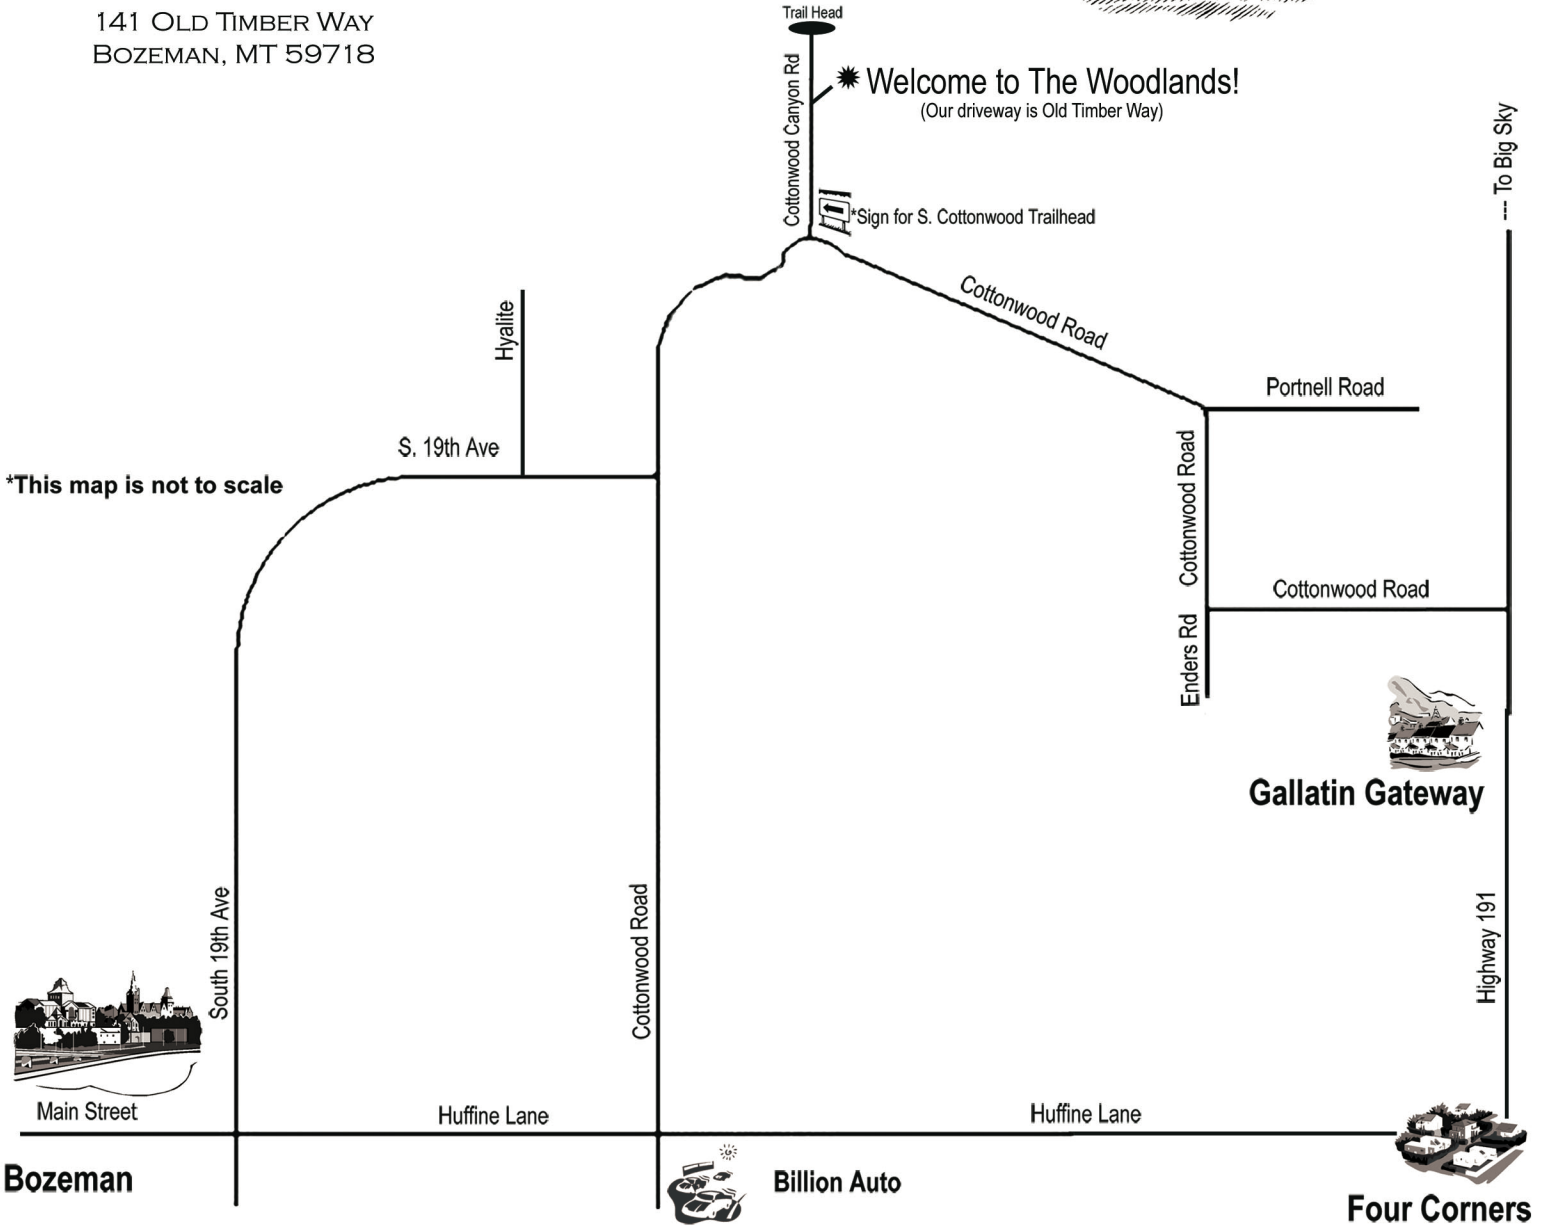 141 OLD TIMBER WAY
BOZEMAN, MT 59718
Trail Head
Cottonwood Canyon Rd
Welcome to The Woodlands!
(Our driveway is Old Timber Way)
--- To Big Sky
*Sign for S. Cottonwood Trailhead
Cottonwood Road
Hyalite
Portnell Road
S. 19th Ave
*This map is not to scale
Cottonwood Road
Cottonwood Road
Enders Rd
Gallatin Gateway
South 19th Ave
Cottonwood Road
Highway 191
Main Street
Huffine Lane
Huffine Lane
Bozeman
Billion Auto
Four Corners